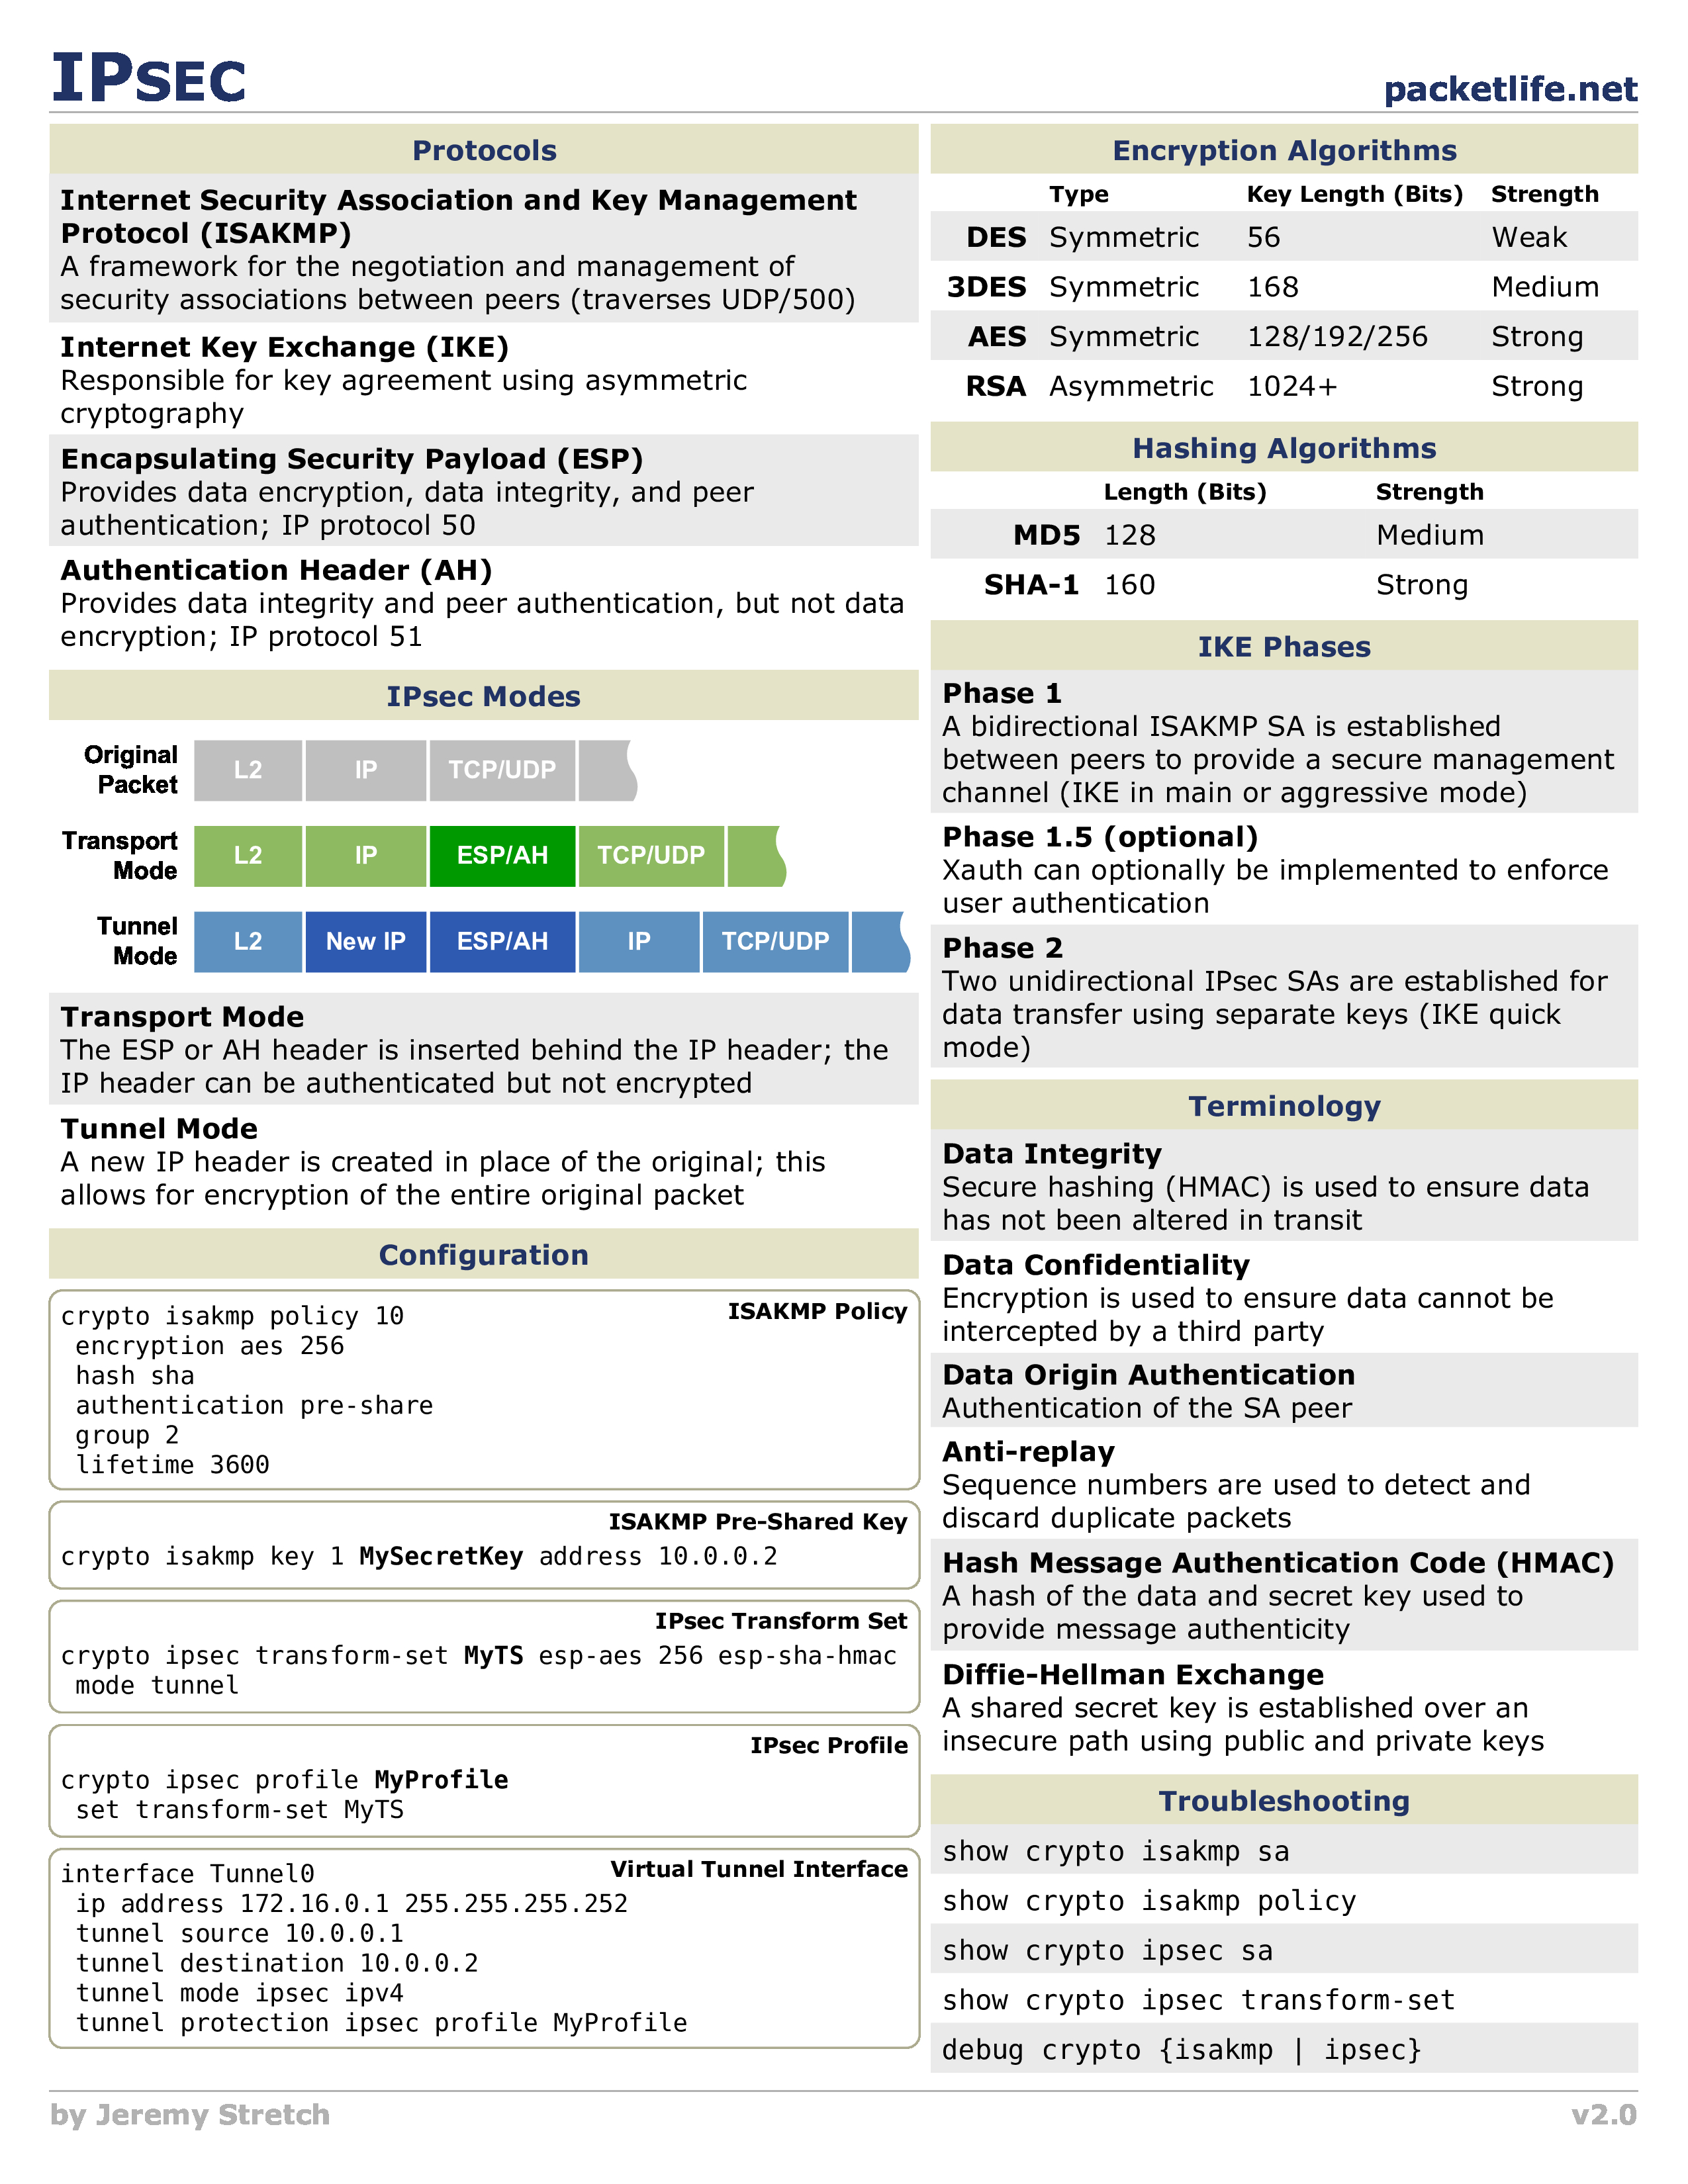 IPSEC
packetlife.net
Protocols
Internet Security Association and Key Management
Protocol (ISAKMP)
A framework for the negotiation and management of
security associations between peers (traverses UDP/500)
Internet Key Exchange (IKE)
Responsible for key agreement using asymmetric
cryptography
Encapsulating Security Payload (ESP)
Provides data encryption, data integrity, and peer
authentication; IP protocol 50
Authentication Header (AH)
Provides data integrity and peer authentication, but not data
encryption; IP protocol 51
IPsec Modes
Original
Packet
L2 IP TCP/UDP
Transport
Mode
L2 IP ESP/AH TCP/UDP
Tunnel
Mode
L2 New IP ESP/AH IP TCP/UDP
Transport Mode
The ESP or AH header is inserted behind the IP header; the
IP header can be authenticated but not encrypted
Tunnel Mode
A new IP header is created in place of the original; this
allows for encryption of the entire original packet
Configuration
ISAKMP Policy
crypto isakmp policy 10
encryption aes 256
hash sha
authentication pre-share
group 2
lifetime 3600
ISAKMP Pre-Shared Key
crypto isakmp key 1 MySecretKey address 10.0.0.2
IPsec Transform Set
crypto ipsec transform-set MyTS esp-aes 256 esp-sha-hmac
mode tunnel
IPsec Profile
crypto ipsec profile MyProfile
set transform-set MyTS
Virtual Tunnel Interface
interface Tunnel0
ip address 172.16.0.1 255.255.255.252
tunnel source 10.0.0.1
tunnel destination 10.0.0.2
tunnel mode ipsec ipv4
tunnel protection ipsec profile MyProfile
Encryption Algorithms
Type Key Length (Bits) Strength
DES Symmetric 56 Weak
3DES Symmetric 168 Medium
AES Symmetric 128/192/256 Strong
RSA Asymmetric 1024+ Strong
Hashing Algorithms
Length (Bits) Strength
MD5 128 Medium
SHA-1 160 Strong
IKE Phases
Phase 1
A bidirectional ISAKMP SA is established
between peers to provide a secure management
channel (IKE in main or aggressive mode)
Phase 1.5 (optional)
Xauth can optionally be implemented to enforce
user authentication
Phase 2
Two unidirectional IPsec SAs are established for
data transfer using separate keys (IKE quick
mode)
Terminology
Data Integrity
Secure hashing (HMAC) is used to ensure data
has not been altered in transit
Data Confidentiality
Encryption is used to ensure data cannot be
intercepted by a third party
Data Origin Authentication
Authentication of the SA peer
Anti-replay
Sequence numbers are used to detect and
discard duplicate packets
Hash Message Authentication Code (HMAC)
A hash of the data and secret key used to
provide message authenticity
Diffie-Hellman Exchange
A shared secret key is established over an
insecure path using public and private keys
Troubleshooting
show crypto isakmp sa
show crypto isakmp policy
show crypto ipsec sa
show crypto ipsec transform-set
debug crypto {isakmp | ipsec}
by Jeremy Stretch
v2.0